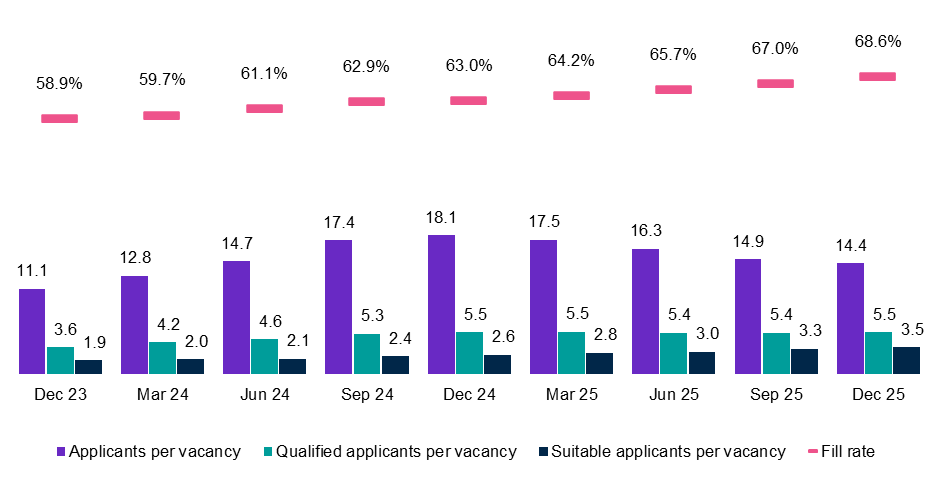 58.9% 59.7% 61.1% 62.9% 63.0% 64.2% 65.7% 67.0% 68.6%
11.1 12.8 14.7 17.4 18.1 17.5 16.3 14.9 14.4
3.6 4.2 4.6 5.3 5.5 5.5 5.4 5.4 5.5
1.9 2.0 2.1 2.4 2.6 2.8 3.0 3.3 3.5
Dec 23 Mar 24 Jun 24 Sep 24 Dec 24 Mar 25 Jun 25 Sep 25 Dec 25
Applicants per vacancy Qualified applicants per vacancy Suitable applicants per vacancy Fill rate